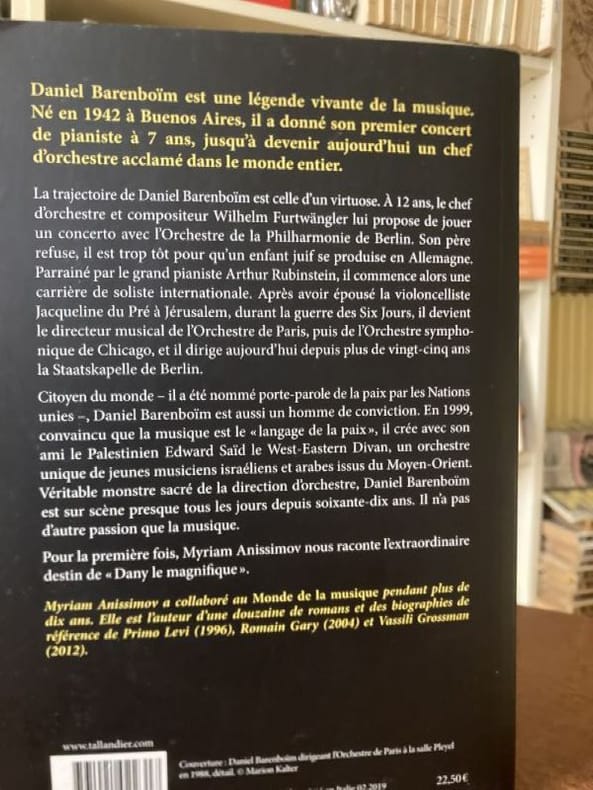 Daniel Barenboïm est une légende vivante de la musique.
Né en 1942 à Buenos Aires, il a donné son premier concert
de pianiste à 7 ans, jusqu'à devenir aujourd'hui un chef
d'orchestre acclamé dans le monde entier.
La trajectoire de Daniel Barenboïm est celle d'un virtuose. À 12 ans, le chef
d'orchestre et compositeur Wilhelm Furtwängler lui propose de jouer
un concerto avec l'Orchestre de la Philharmonie de Berlin. Son père
refuse, il est trop tôt pour qu'un enfant juif se produise en Allemagne.
Parrainé par le grand pianiste Arthur Rubinstein, il commence alors une
carrière de soliste internationale. Après avoir épousé la violoncelliste
Jacqueline du Pré à Jérusalem, durant la guerre des Six Jours, il devient
le directeur musical de l'Orchestre de Paris, puis de l'Orchestre sympho-
nique de Chicago, et il dirige aujourd'hui depuis plus de vingt-cinq ans
la Staatskapelle de Berlin.
Citoyen du monde – il a été nommé porte-parole de la paix par les Nations
unies –, Daniel Barenboïm est aussi un homme de conviction. En 1999,
convaincu que la musique est le « langage de la paix », il crée avec son
ami le Palestinien Edward Saïd le West-Eastern Divan, un orchestre
unique de jeunes musiciens israéliens et arabes issus du Moyen-Orient.
Véritable monstre sacré de la direction d'orchestre, Daniel Barenboïm
est sur scène presque tous les jours depuis soixante-dix ans. Il n'a pas
d'autre passion que la musique.
Pour la première fois, Myriam Anissimov nous raconte l'extraordinaire
destin de « Dany le magnifique ».
Myriam Anissimov a collaboré au Monde de la musique pendant plus de
dix ans. Elle est l'auteur d'une douzaine de romans et des biographies de
référence de Primo Levi (1996), Romain Gary (2004) et Vassili Grossman
(2012).
www.tallandier.com
Couverture : Daniel Barenboïm dirigeant l'Orchestre de Paris à la salle Pleyel
en 1988, détail. © Marion Kalter
en Italie 02.2019
22,50 €